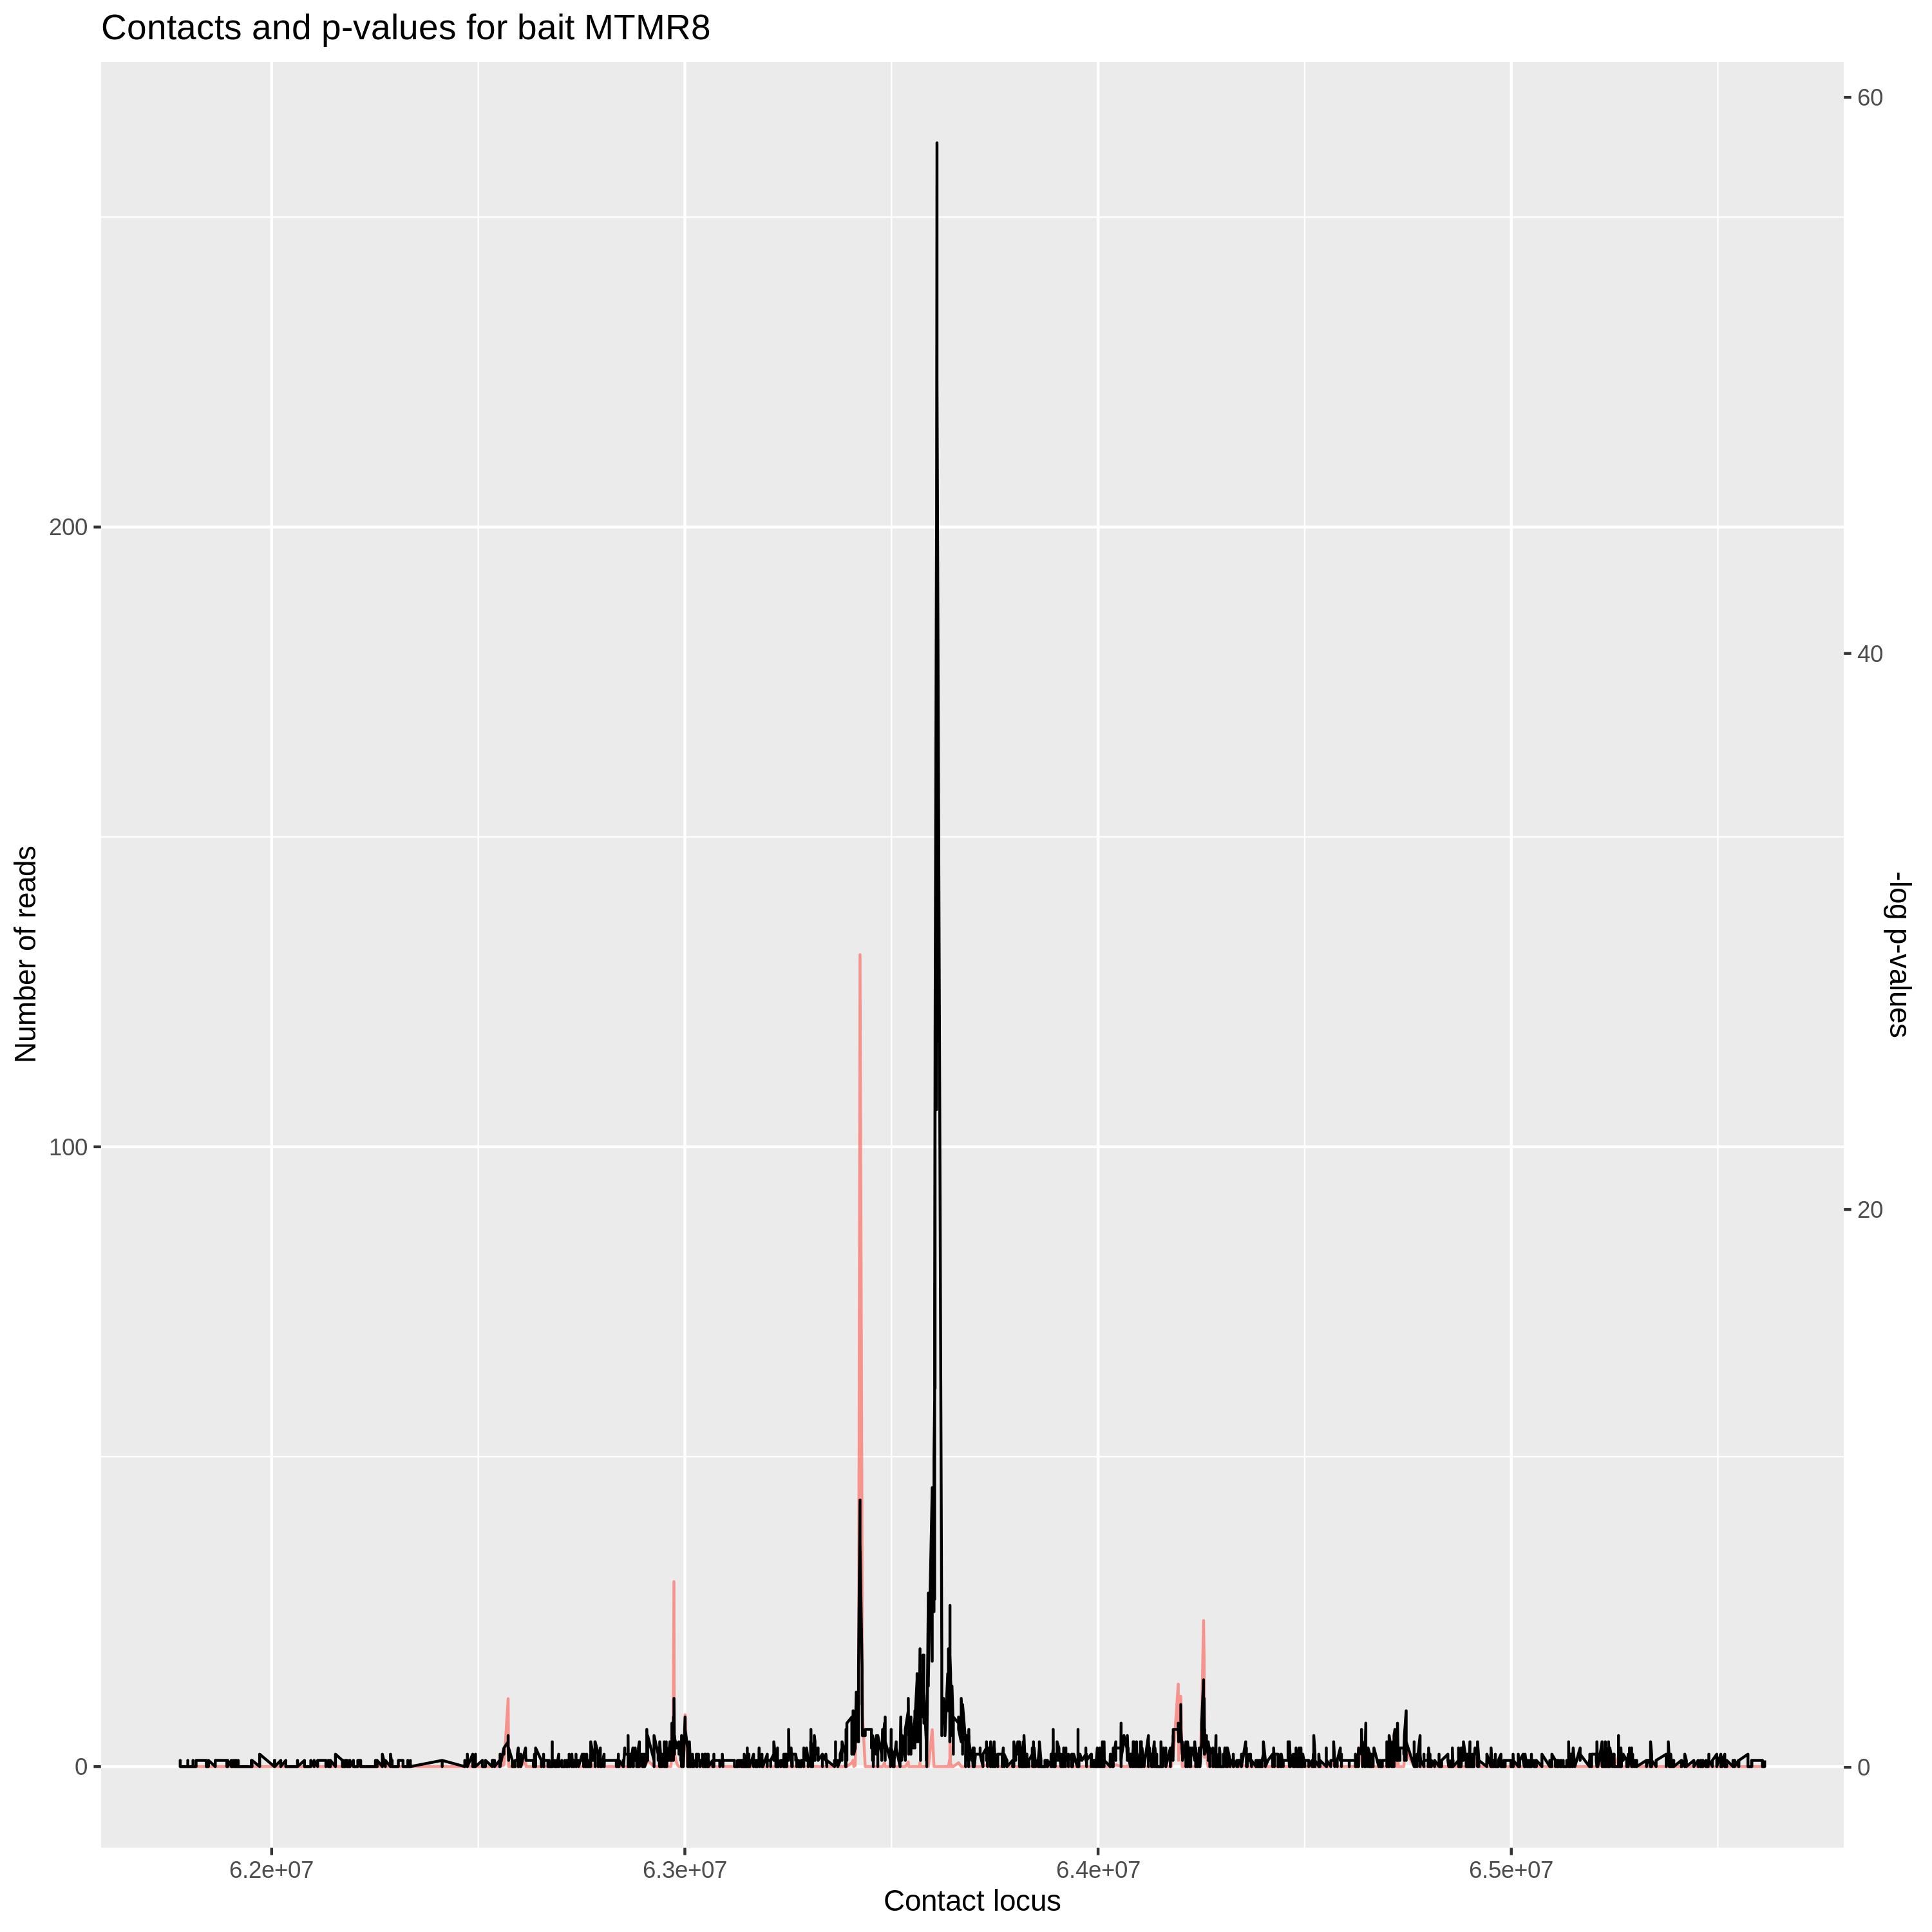 Contacts and p-values for bait MTMR8
60
200
40
Number of reads
-log p-values
100
20
0
0
6.2e+07
6.3e+07
6.4e+07
6.5e+07
Contact locus